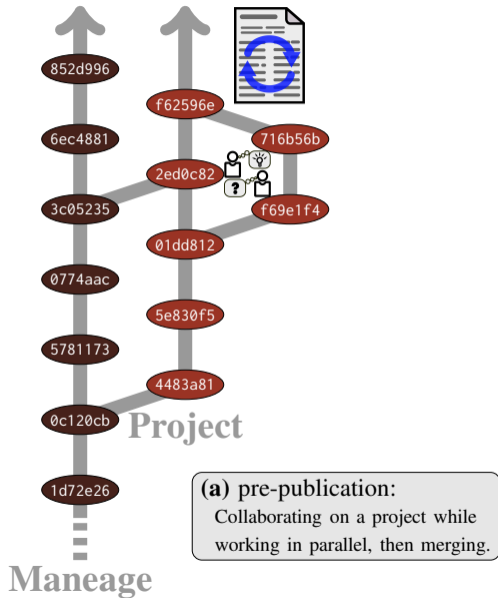 852d996
f62596e
6ec4881
716b56b
2ed0c82
?
3c05235
f69e1f4
01dd812
0774aac
5e830f5
5781173
4483a81
0c120cb
Project
1d72e26
(a) pre-publication:
Collaborating on a project while
working in parallel, then merging.
Maneage